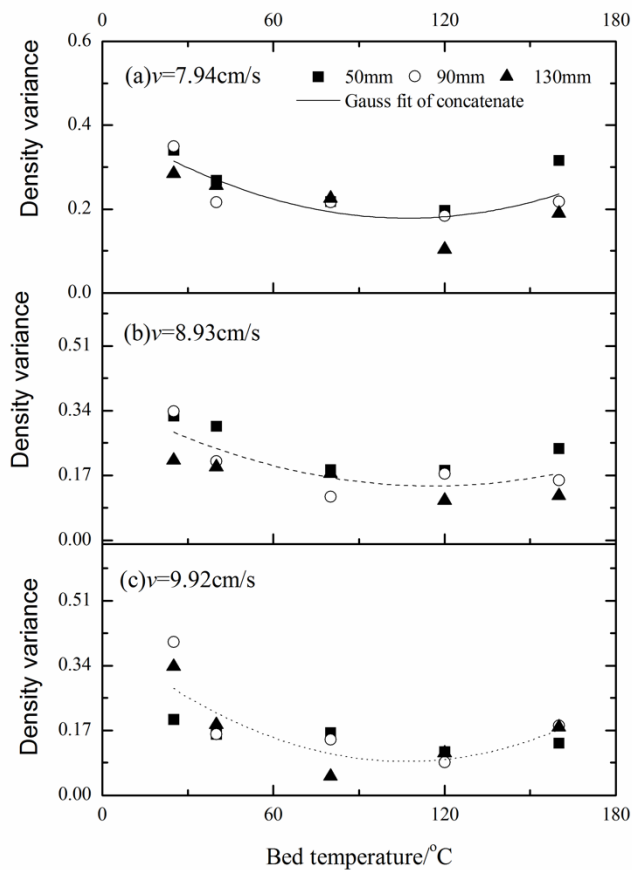 0 60 120 180
0.6
(a)v=7.94cm/s
50mm 90mm 130mm
Gauss fit of concatenate
0.4
0.2
0.0
Density variance
(b)v=8.93cm/s
0.51
0.34
0.17
0.00
Density variance
(c)v=9.92cm/s
0.51
0.34
0.17
0.00
Density variance
0 60 120 180
Bed temperature/°C